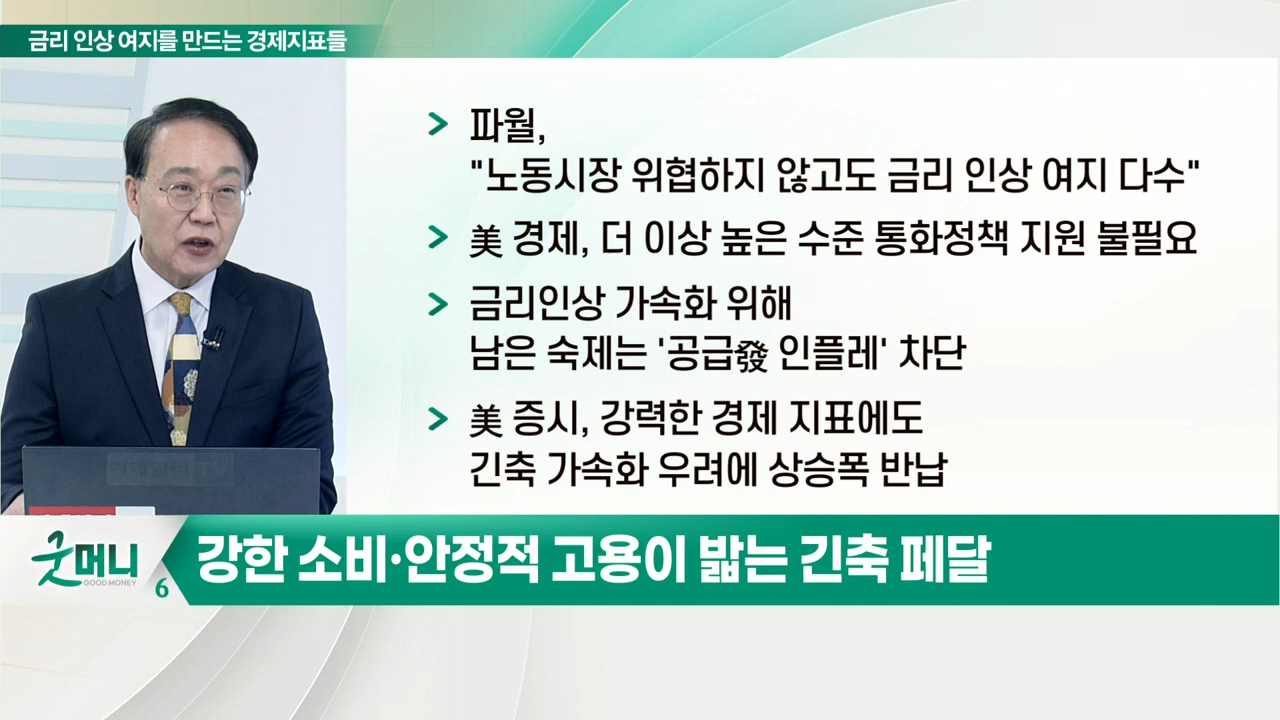 금리 인상 여지를 만드는 경제지표들
파월,
"노동시장 위협하지 않고도 금리 인상 여지 다수"
美 경제, 더 이상 높은 수준 통화정책 지원 불필요
금리인상 가속화 위해
남은 숙제는 '공급發 인플레' 차단
美 증시, 강력한 경제 지표에도
긴축 가속화 우려에 상승폭 반납
굿머니
GOOD MONEY
6
강한 소비·안정적 고용이 밟는 긴축 페달